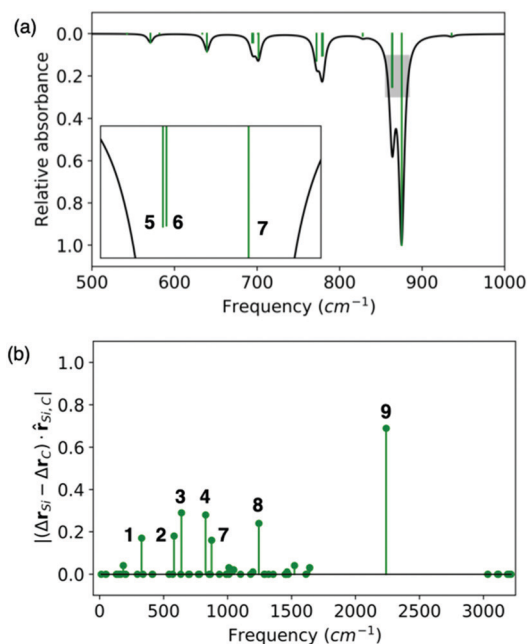 (a)
Relative absorbance
0.0
0.2
0.4
0.6
0.8
1.0
5 6 7
500 600 700 800 900 1000
Frequency (cm⁻¹)
(b)
|(Δr_Si − Δr_C) · r̂_Si,C|
1.0
0.8
0.6
0.4
0.2
0.0
1 2 3 4 7 8 9
0 500 1000 1500 2000 2500 3000
Frequency (cm⁻¹)